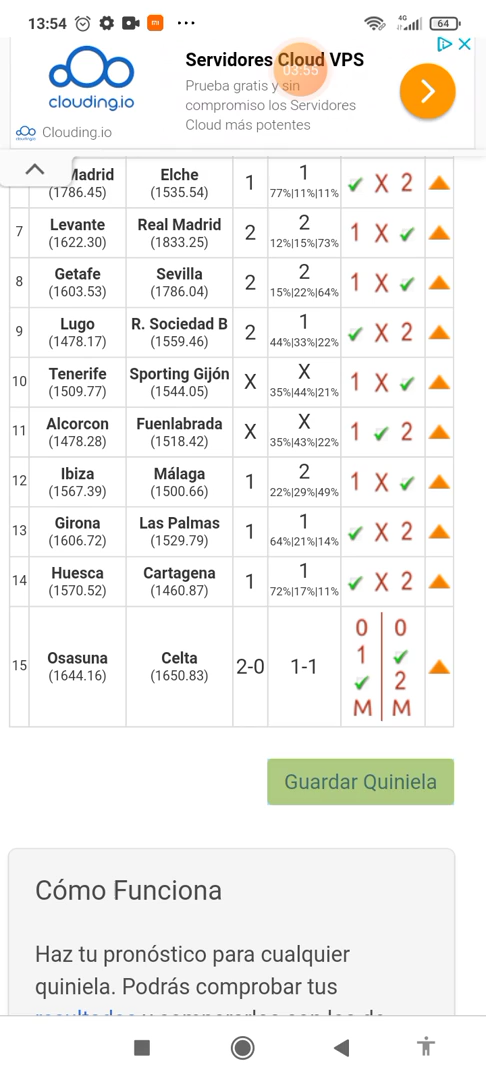 13:54 4G 64
Servidores Cloud VPS
03:55
Prueba gratis y sin
compromiso los Servidores
Cloud más potentes
clouding.io
Clouding.io
Madrid Elche 1 1 X 2
(1786.45) (1535.54) 77%|11%|11%
7 Levante Real Madrid 2 2 1 X
(1622.30) (1833.25) 12%|15%|73%
8 Getafe Sevilla 2 2 1 X
(1603.53) (1786.04) 15%|22%|64%
9 Lugo R. Sociedad B 2 1 X 2
(1478.17) (1559.46) 44%|33%|22%
10 Tenerife Sporting Gijón X X 1 X
(1509.77) (1544.05) 35%|44%|21%
11 Alcorcon Fuenlabrada X X 1 2
(1478.28) (1518.42) 35%|43%|22%
12 Ibiza Málaga 1 2 1 X
(1567.39) (1500.66) 22%|29%|49%
13 Girona Las Palmas 1 1 X 2
(1606.72) (1529.79) 64%|21%|14%
14 Huesca Cartagena 1 1 X 2
(1570.52) (1460.87) 72%|17%|11%
0 0
1
15 Osasuna Celta 2-0 1-1
(1644.16) (1650.83)
2
M M
Guardar Quiniela
Cómo Funciona
Haz tu pronóstico para cualquier
quiniela. Podrás comprobar tus